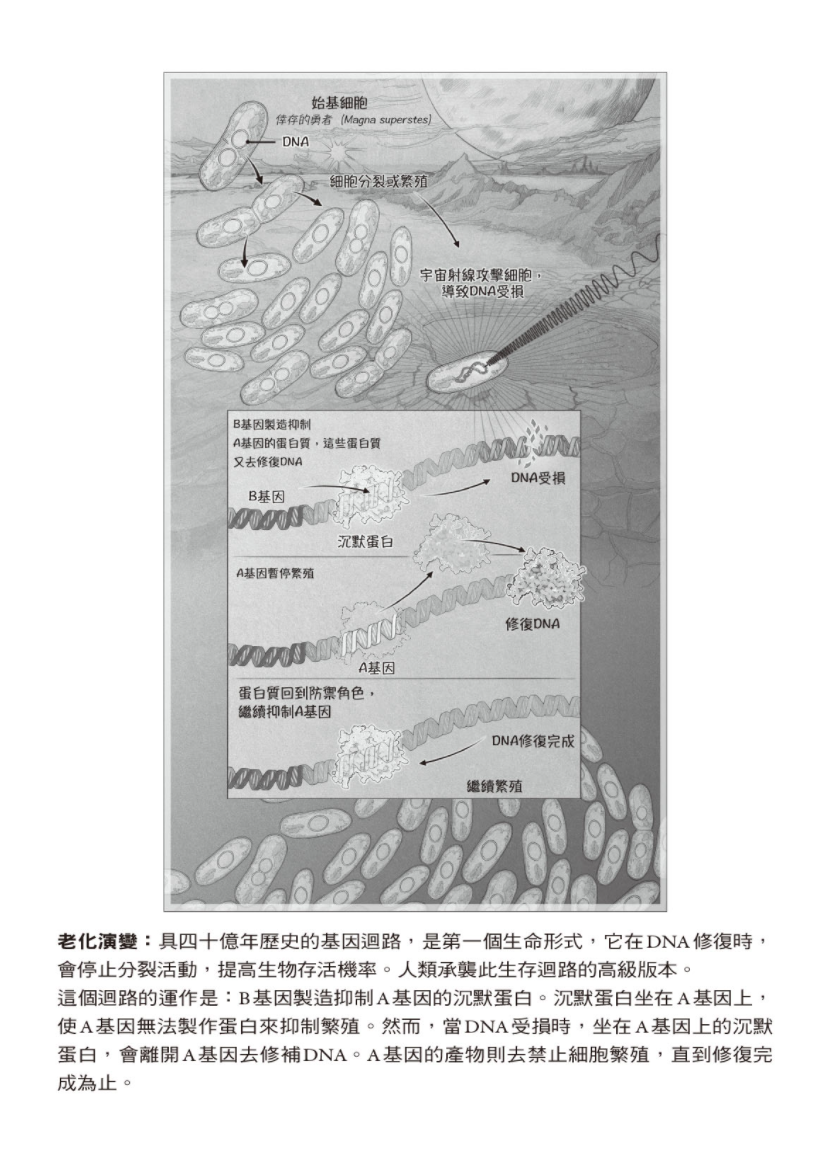 始基細胞
倖存的勇者 (Magna superstes)
DNA
細胞分裂或繁殖
宇宙射線攻擊細胞，
導致DNA受損
B基因製造抑制
A基因的蛋白質，這些蛋白質
又去修復DNA
B基因
DNA受損
沉默蛋白
A基因暫停繁殖
修復DNA
A基因
蛋白質回到防禦角色，
繼續抑制A基因
DNA修復完成
繼續繁殖
老化演變：具四十億年歷史的基因迴路，是第一個生命形式，它在DNA修復時，
會停止分裂活動，提高生物存活機率。人類承襲此生存迴路的高級版本。
這個迴路的運作是：B基因製造抑制A基因的沉默蛋白。沉默蛋白坐在A基因上，
使A基因無法製作蛋白來抑制繁殖。然而，當DNA受損時，坐在A基因上的沉默
蛋白，會離開A基因去修補DNA。A基因的產物則去禁止細胞繁殖，直到修復完
成為止。